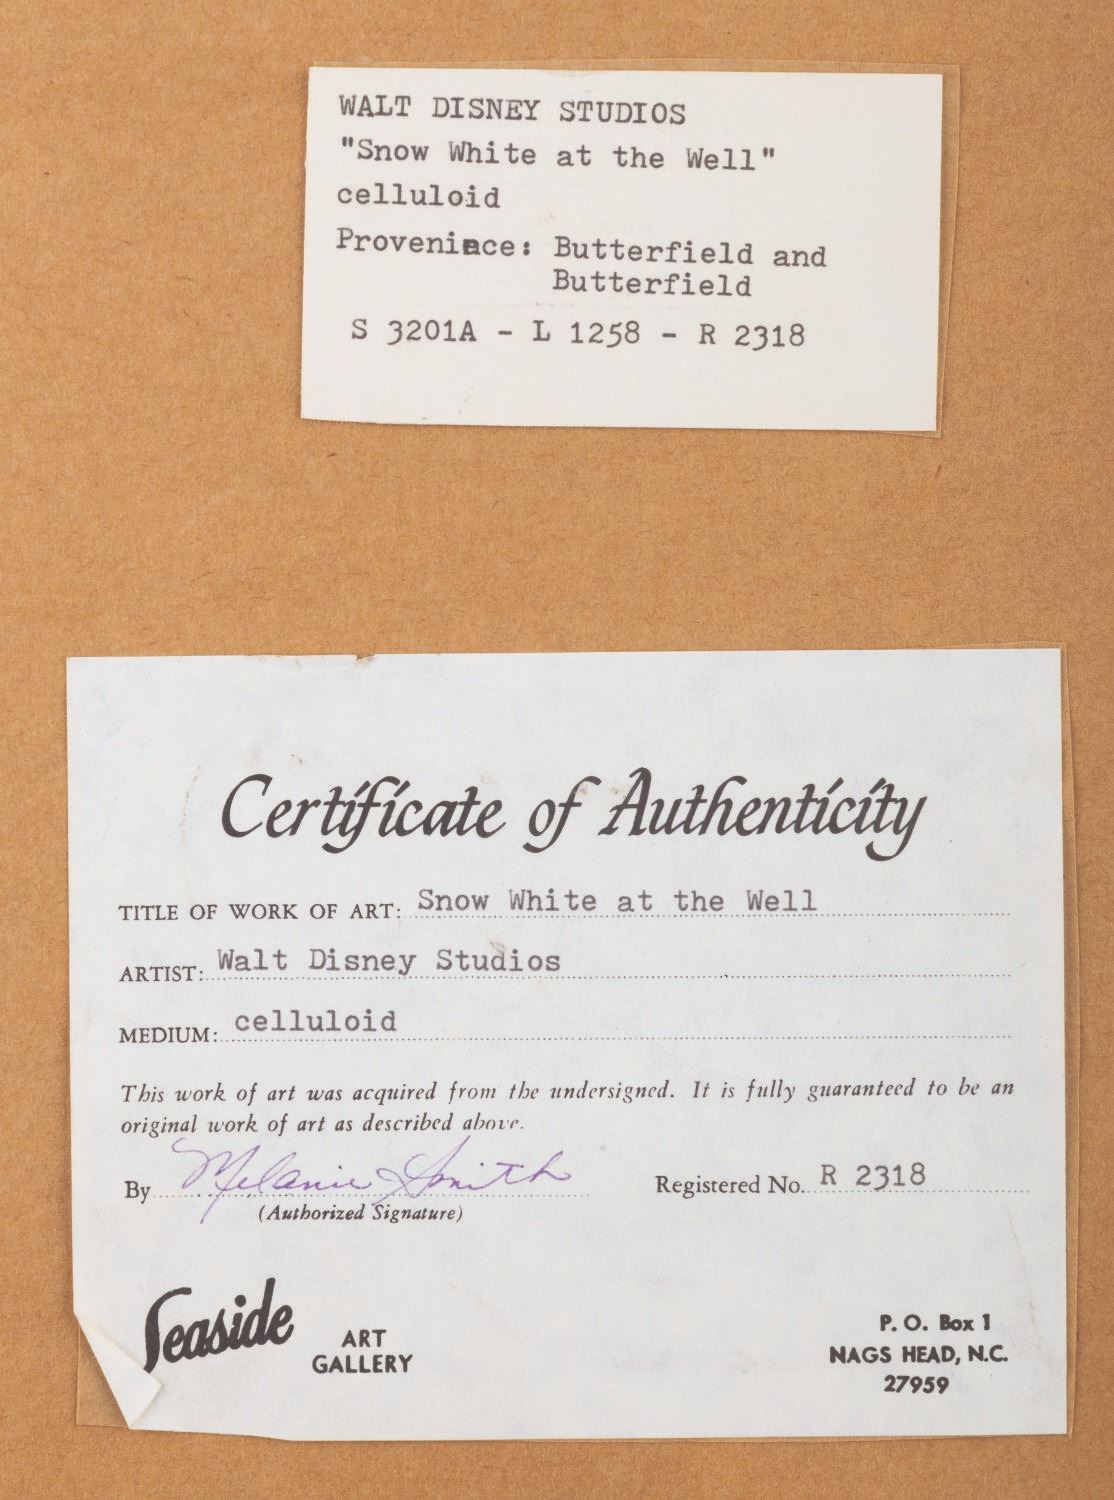 WALT DISNEY STUDIOS
"Snow White at the Well"
celluloid
Proveniace: Butterfield and
Butterfield
S 3201A - L 1258 - R 2318
Certificate of Authenticity
TITLE OF WORK OF ART: Snow White at the Well
ARTIST: Walt Disney Studios
MEDIUM: celluloid
This work of art was acquired from the undersigned. It is fully guaranteed to be an
original work of art as described above.
By Melanie Smith Registered No. R 2318
(Authorized Signature)
Seaside ART GALLERY
P. O. Box 1
NAGS HEAD, N.C.
27959